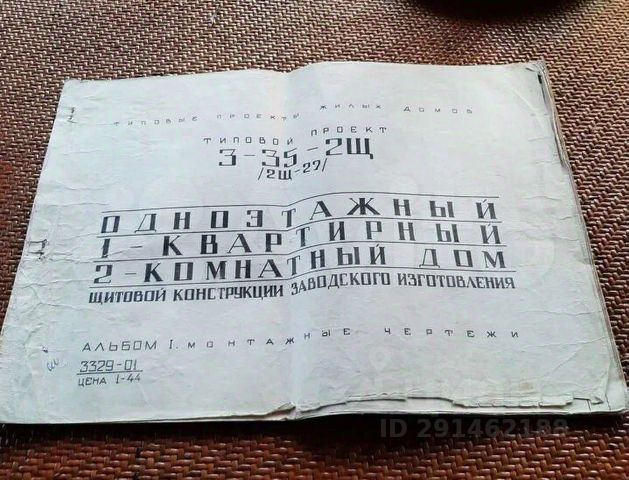 ТИПОВЫЕ ПРОЕКТЫ ЖИЛЫХ ДОМОВ
ТИПОВОЙ ПРОЕКТ
3-35-2Щ
/2Щ-27/
ОДНОЭТАЖНЫЙ
1-КВАРТИРНЫЙ
2-КОМНАТНЫЙ ДОМ
ЩИТОВОЙ КОНСТРУКЦИИ ЗАВОДСКОГО ИЗГОТОВЛЕНИЯ
АЛЬБОМ I. МОНТАЖНЫЕ ЧЕРТЕЖИ
3329-01
ЦЕНА 1-44
ID 291462188